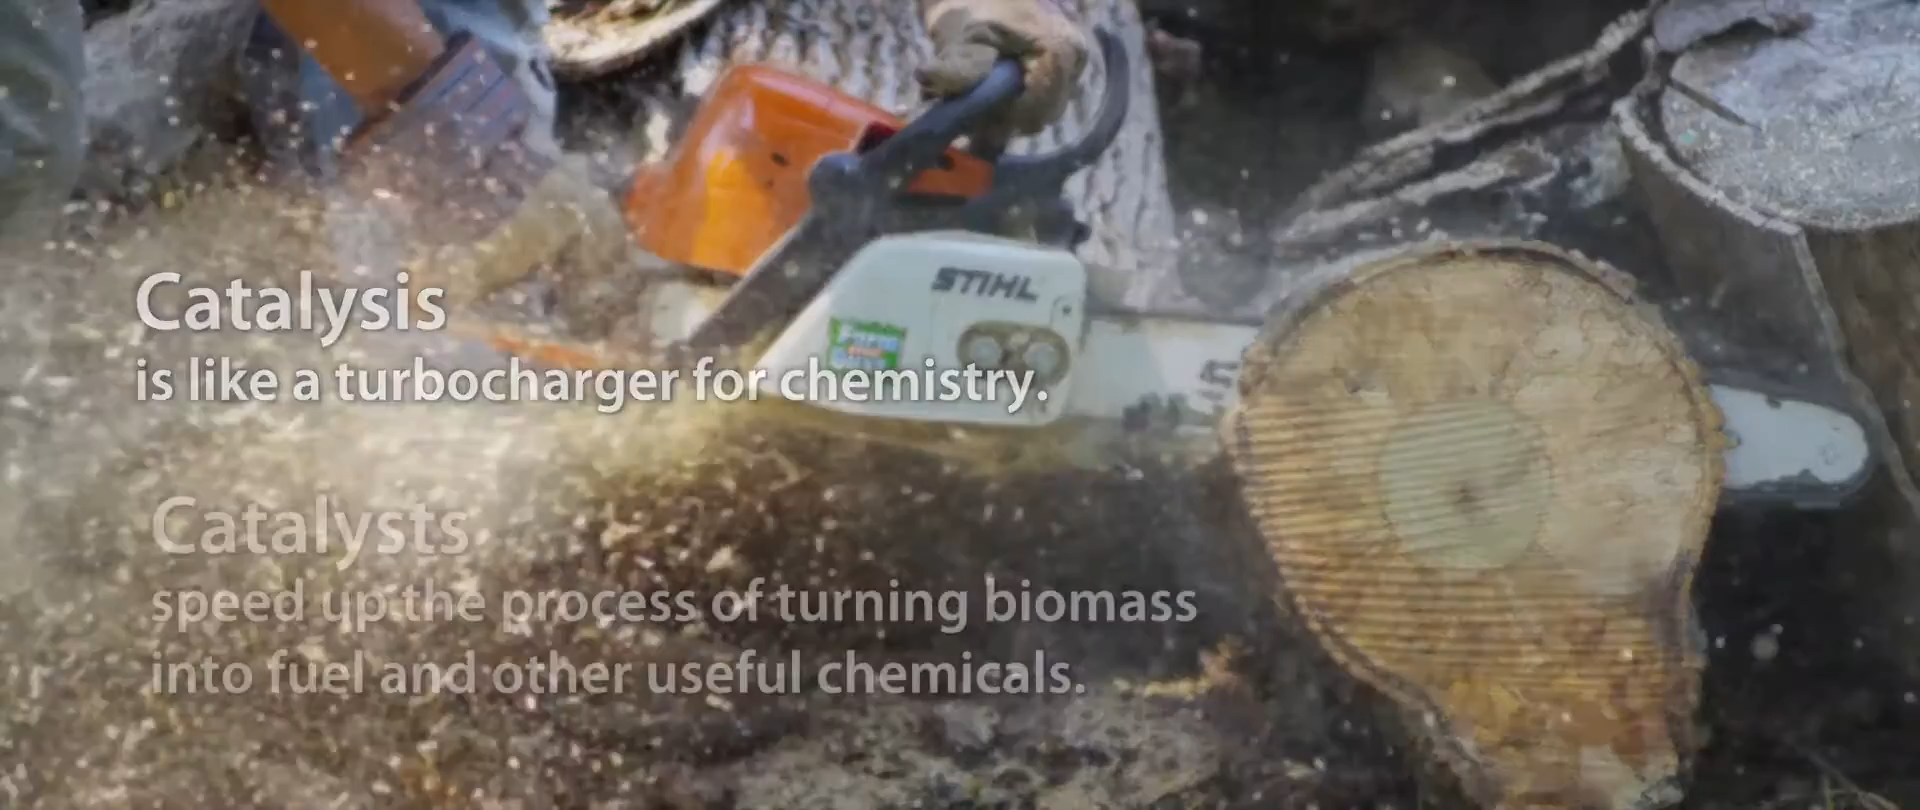 STIHL
Catalysis
is like a turbocharger for chemistry.
Catalysts
speed up the process of turning biomass
into fuel and other useful chemicals.